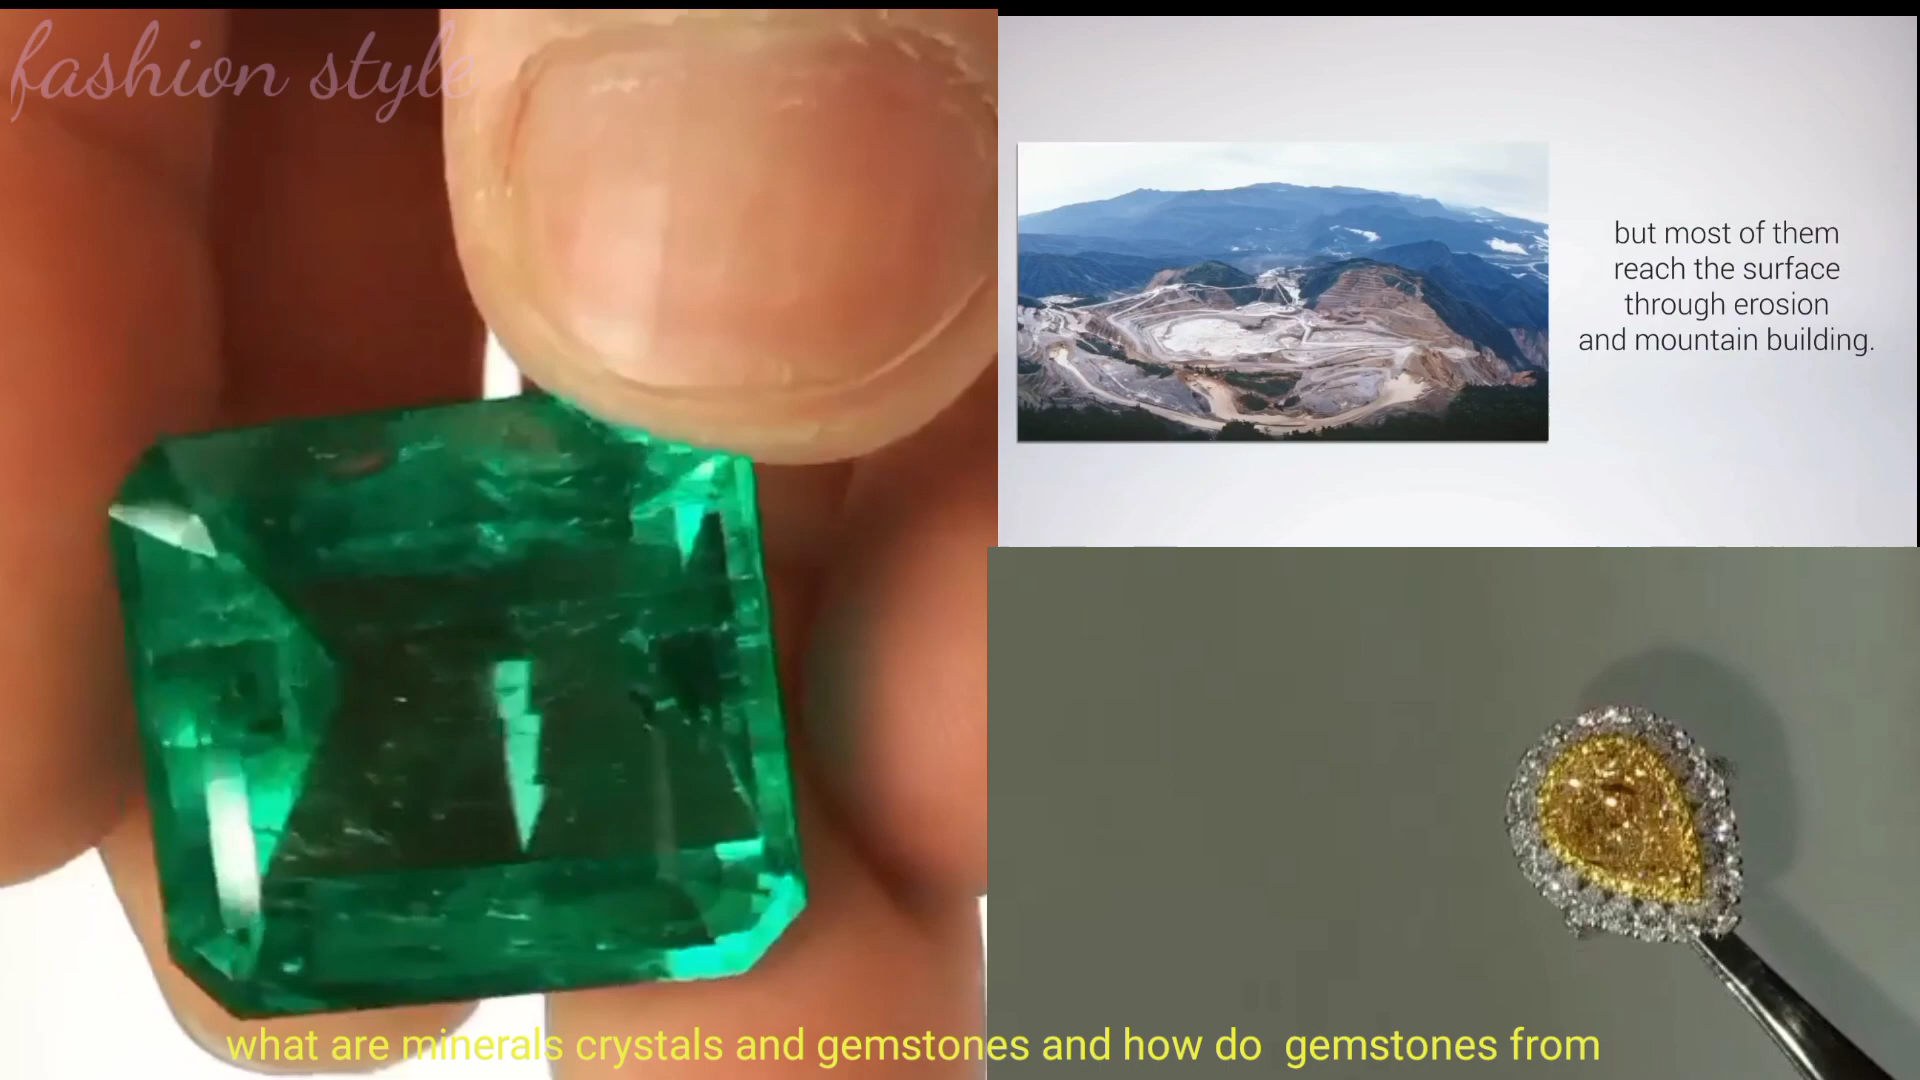 fashion style
but most of them
reach the surface
through erosion
and mountain building.
what are minerals crystals and gemstones and how do gemstones from